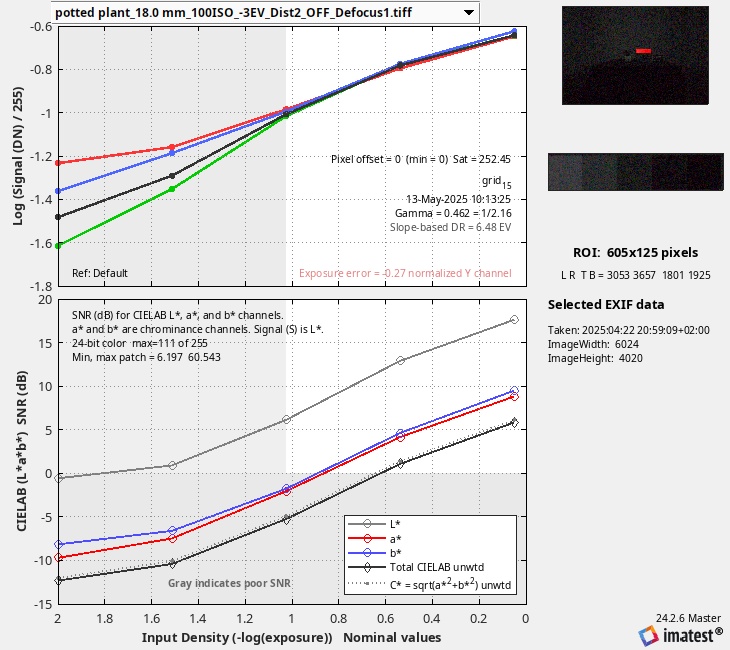 potted plant_18.0 mm_100ISO_-3EV_Dist2_OFF_Defocus1.tiff
-0.6
-0.8
-1
-1.2
-1.4
-1.6
-1.8
Log (Signal (DN) / 255)
Pixel offset = 0 (min = 0) Sat = 252.45
grid15
13-May-2025 10:13:25
Gamma = 0.462 = 1/2.16
Slope-based DR = 6.48 EV
Ref: Default
Exposure error = -0.27 normalized Y channel
20
15
10
5
0
-5
-10
-15
CIELAB (L*a*b*) SNR (dB)
SNR (dB) for CIELAB L*, a*, and b* channels.
a* and b* are chrominance channels. Signal (S) is L*.
24-bit color max=111 of 255
Min, max patch = 6.197 60.543
L*
a*
b*
Total CIELAB unwtd
C* = sqrt(a*2+b*2) unwtd
Gray indicates poor SNR
2
1.8
1.6
1.4
1.2
1
0.8
0.6
0.4
0.2
0
Input Density (-log(exposure)) Nominal values
ROI: 605x125 pixels
L R T B = 3053 3657 1801 1925
Selected EXIF data
Taken: 2025:04:22 20:59:09+02:00
ImageWidth: 6024
ImageHeight: 4020
24.2.6 Master
imatest®